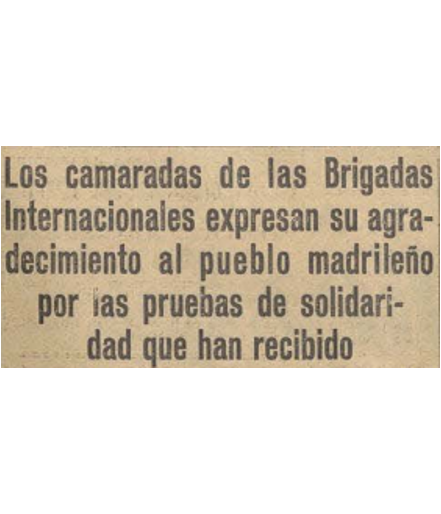 Los camaradas de las Brigadas
Internacionales expresan su agra-
decimiento al pueblo madrileño
por las pruebas de solidari-
dad que han recibido